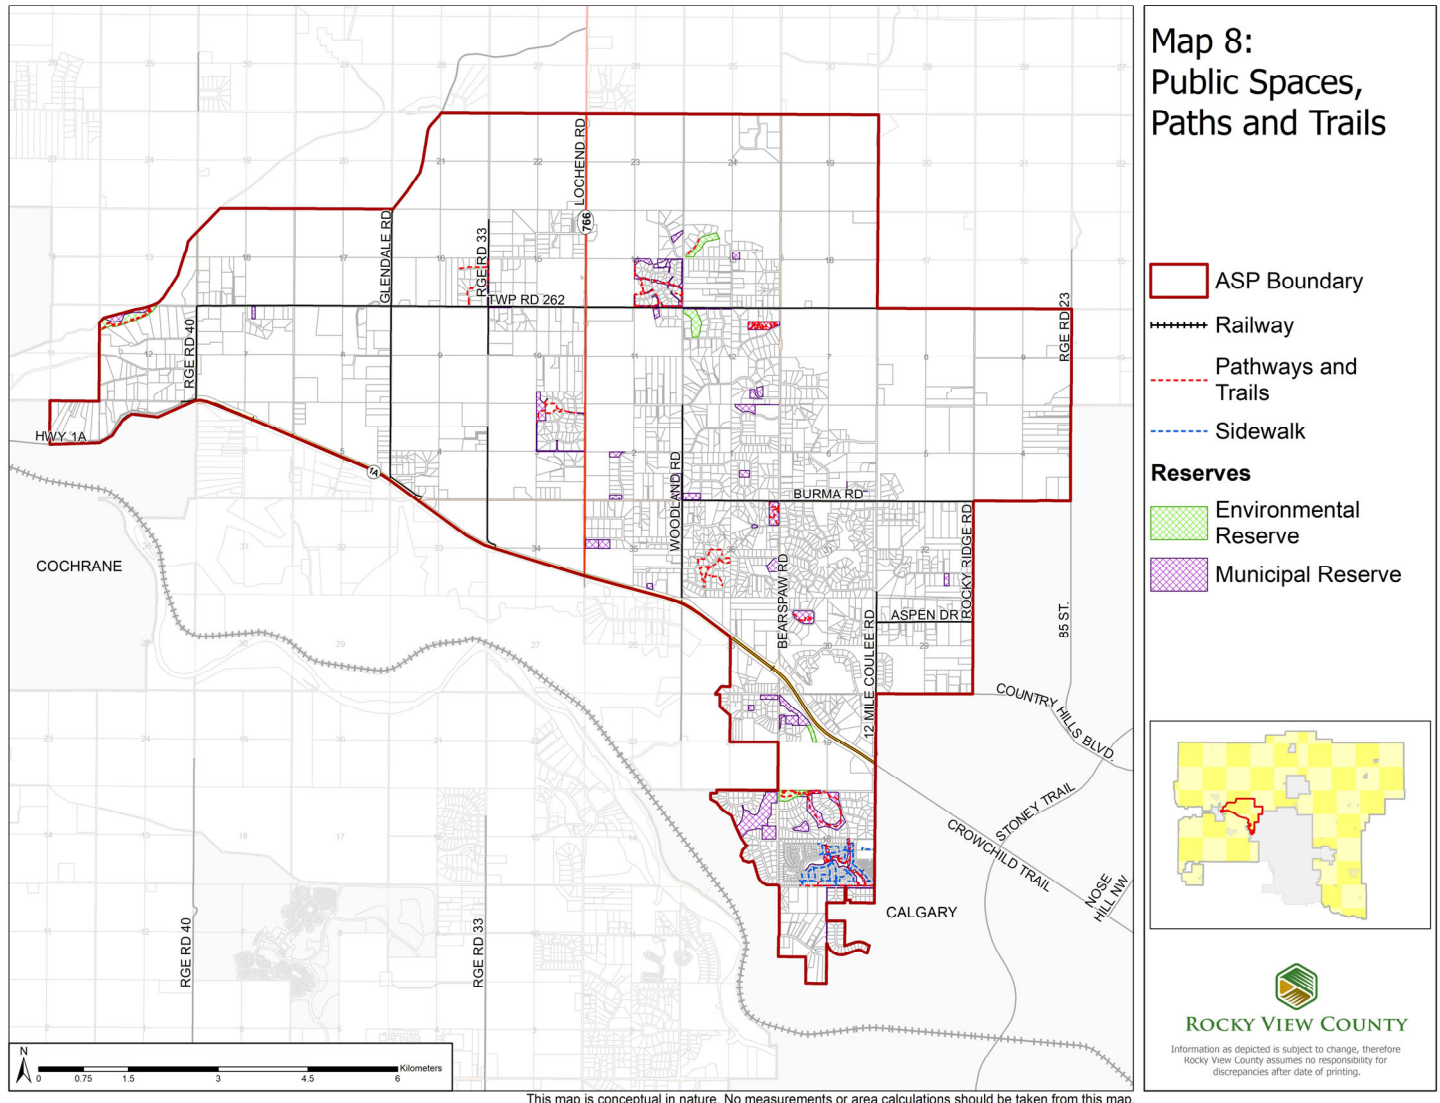 Map 8:
Public Spaces,
Paths and Trails
ASP Boundary
Railway
Pathways and
Trails
Sidewalk
Reserves
Environmental
Reserve
Municipal Reserve
ROCKY VIEW COUNTY
Information as depicted is subject to change, therefore
Rocky View County assumes no responsibility for
discrepancies after date of printing.
LOCHEND RD
766
GLENDALE RD
RGE RD 33
TWP RD 262
RGE RD 40
RGE RD 23
HWY 1A
1A
WOODLAND RD
BURMA RD
COCHRANE
BEARSPAW RD
ROCKY RIDGE RD
ASPEN DR
12 MILE COULEE RD
85 ST.
COUNTRY HILLS BLVD.
STONEY TRAIL
CROWCHILD TRAIL
NOSE
HILL NW
CALGARY
RGE RD 40
RGE RD 33
N
0 0.75 1.5 3 4.5 6 Kilometers
This map is conceptual in nature. No measurements or area calculations should be taken from this map.